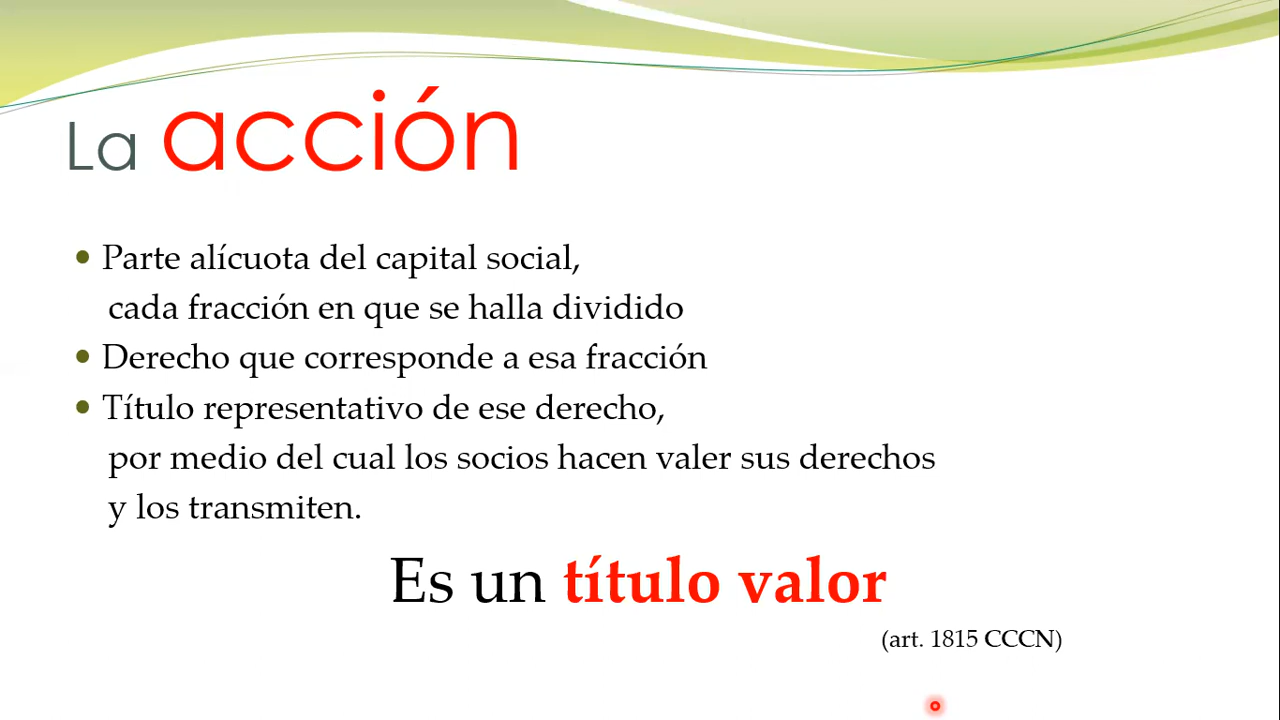 La acción
• Parte alícuota del capital social,
cada fracción en que se halla dividido
• Derecho que corresponde a esa fracción
• Título representativo de ese derecho,
por medio del cual los socios hacen valer sus derechos
y los transmiten.
Es un título valor
(art. 1815 CCCN)